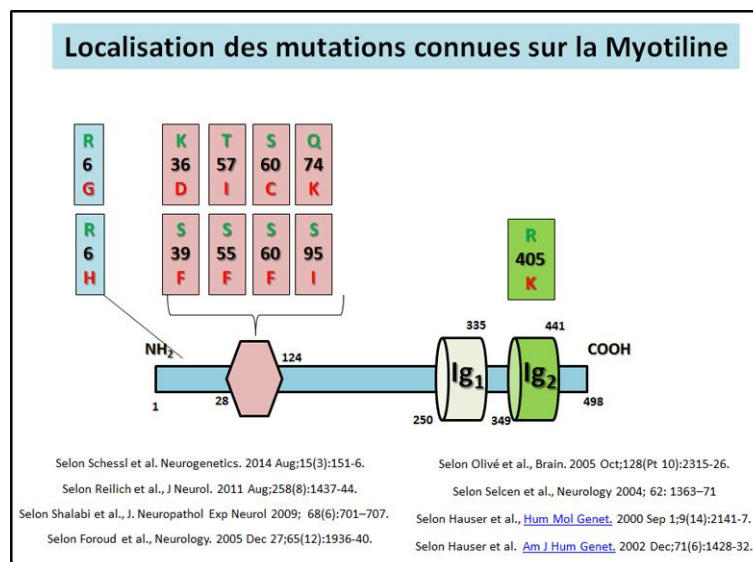 Localisation des mutations connues sur la Myotiline
R
6
G
K
36
D
T
57
I
S
60
C
Q
74
K
R
6
H
S
39
F
S
55
F
S
60
F
S
95
I
R
405
K
NH2
1
28
124
250
335
Ig1
349
441
Ig2
COOH
498
Selon Schessl et al. Neurogenetics. 2014 Aug;15(3):151-6.
Selon Reilich et al., J Neurol. 2011 Aug;258(8):1437-44.
Selon Shalabi et al., J. Neuropathol Exp Neurol 2009; 68(6):701–707.
Selon Foroud et al., Neurology. 2005 Dec 27;65(12):1936-40.
Selon Olivé et al., Brain. 2005 Oct;128(Pt 10):2315-26.
Selon Selcen et al., Neurology 2004; 62: 1363–71
Selon Hauser et al., Hum Mol Genet. 2000 Sep 1;9(14):2141-7.
Selon Hauser et al. Am J Hum Genet. 2002 Dec;71(6):1428-32.